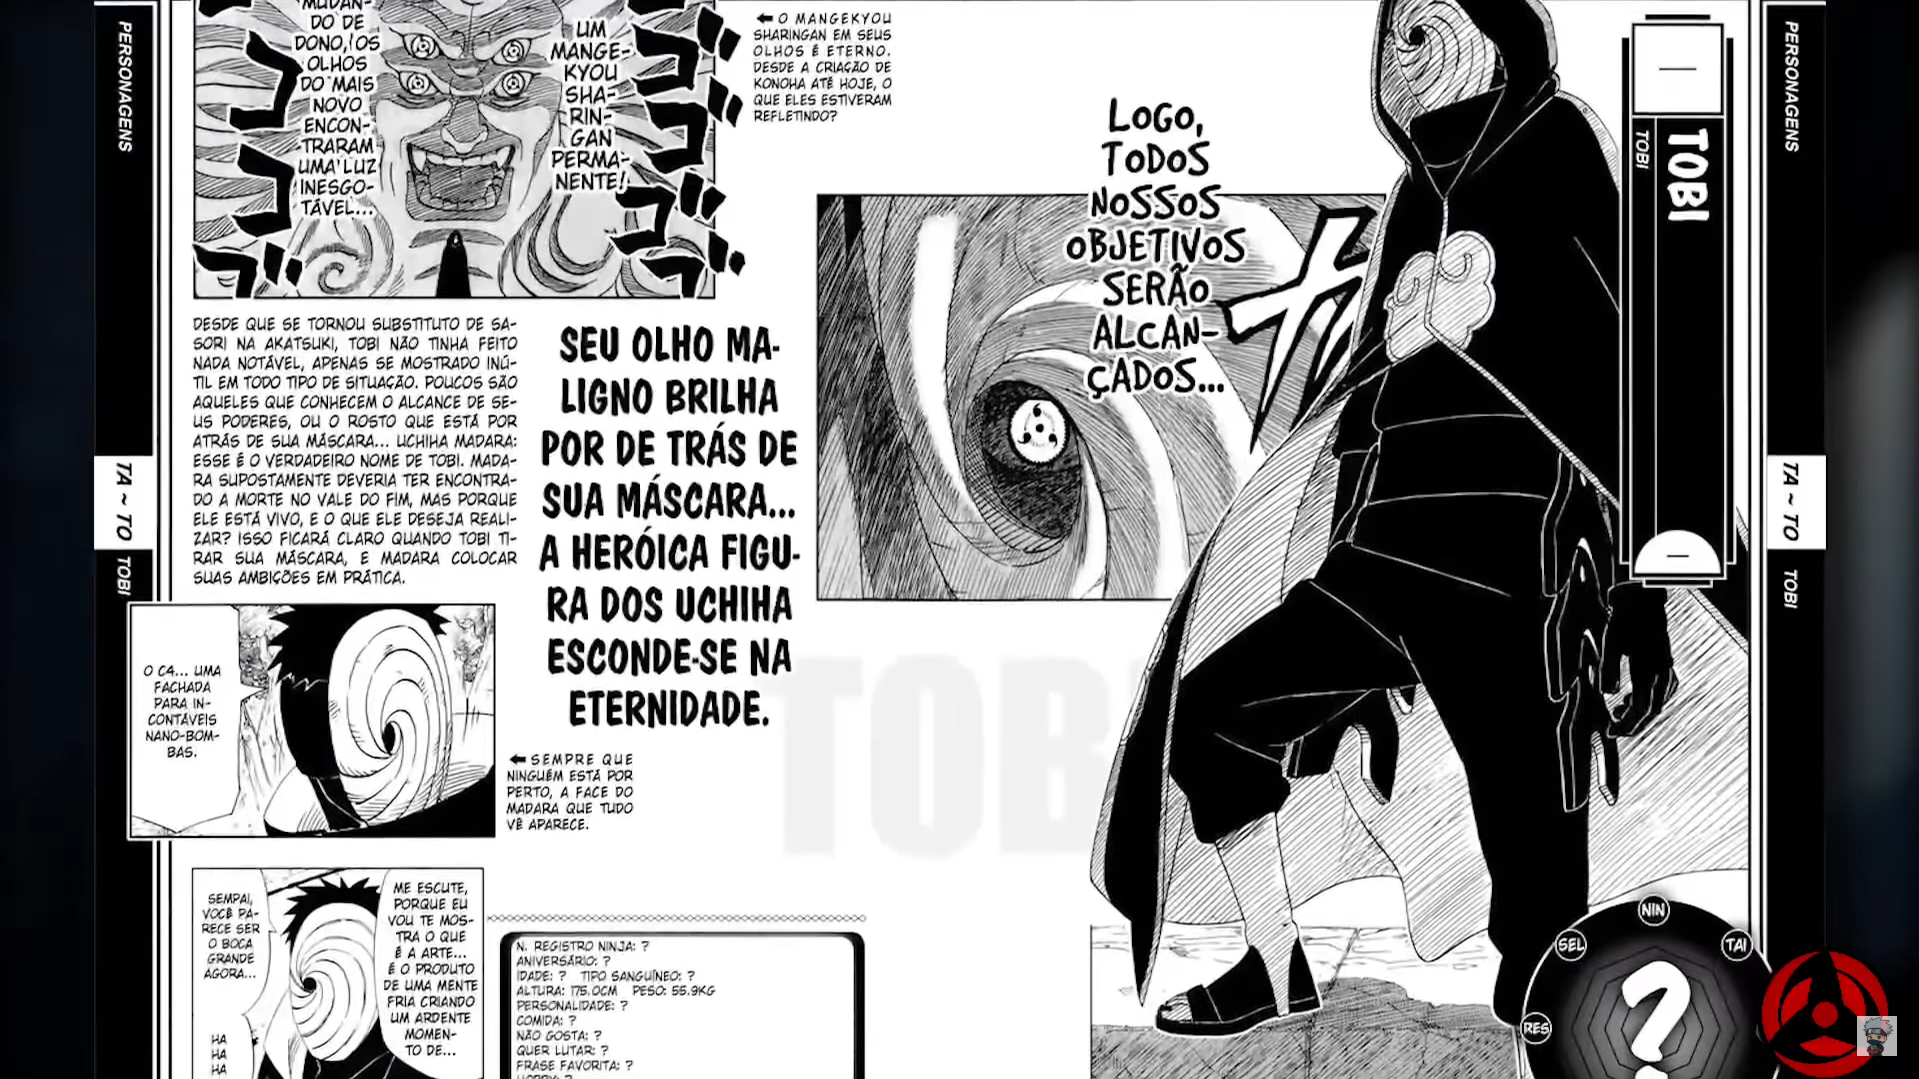 PERSONAGENS
TA ~ TO
TOBI
MUDAN-
DO DE
DONO, OS
OLHOS
DO MAIS
NOVO
ENCON-
TRARAM
UMA LUZ
INESGO-
TÁVEL...
UM
MANGE-
KYOU
SHA-
RIN-
GAN
PERMA-
NENTE!
O MANGEKYOU
SHARINGAN EM SEUS
OLHOS É ETERNO.
DESDE A CRIAÇÃO DE
KONOHA ATÉ HOJE, O
QUE ELES ESTIVERAM
REFLETINDO?
LOGO,
TODOS
NOSSOS
OBJETIVOS
SERÃO
ALCAN-
ÇADOS...
DESDE QUE SE TORNOU SUBSTITUTO DE SA-
SORI NA AKATSUKI, TOBI NÃO TINHA FEITO
NADA NOTÁVEL, APENAS SE MOSTRADO INÚ-
TIL EM TODO TIPO DE SITUAÇÃO. POUCOS SÃO
AQUELES QUE CONHECEM O ALCANCE DE SE-
US PODERES, OU O ROSTO QUE ESTÁ POR
ATRÁS DE SUA MÁSCARA... UCHIHA MADARA:
ESSE É O VERDADEIRO NOME DE TOBI. MADA-
RA SUPOSTAMENTE DEVERIA TER ENCONTRA-
DO A MORTE NO VALE DO FIM, MAS PORQUE
ELE ESTÁ VIVO, E O QUE ELE DESEJA REALI-
ZAR? ISSO FICARÁ CLARO QUANDO TOBI TI-
RAR SUA MÁSCARA, E MADARA COLOCAR
SUAS AMBIÇÕES EM PRÁTICA.
SEU OLHO MA-
LIGNO BRILHA
POR DE TRÁS DE
SUA MÁSCARA...
A HERÓICA FIGU-
RA DOS UCHIHA
ESCONDE-SE NA
ETERNIDADE.
O C4... UMA
FACHADA
PARA IN-
CONTÁVEIS
NANO-BOM-
BAS.
SEMPRE QUE
NINGUÉM ESTÁ POR
PERTO, A FACE DO
MADARA QUE TUDO
VÊ APARECE.
TOB
SEMPAI,
VOCÊ PA-
RECE SER
O BOCA
GRANDE
AGORA...
HA
HA
HA
ME ESCUTE,
PORQUE EU
VOU TE MOS-
TRA O QUE
É A ARTE...
É O PRODUTO
DE UMA MENTE
FRIA CRIANDO
UM ARDENTE
MOMEN-
TO DE...
N. REGISTRO NINJA: ?
ANIVERSÁRIO: ?
IDADE: ? TIPO SANGUÍNEO: ?
ALTURA: 175.0CM PESO: 55.9KG
PERSONALIDADE: ?
COMIDA: ?
NÃO GOSTA: ?
QUER LUTAR: ?
FRASE FAVORITA: ?
HOBBY: ?
TOBI
TOBI
PERSONAGENS
TA ~ TO
TOBI
NIN
SEL
TAI
RES
?